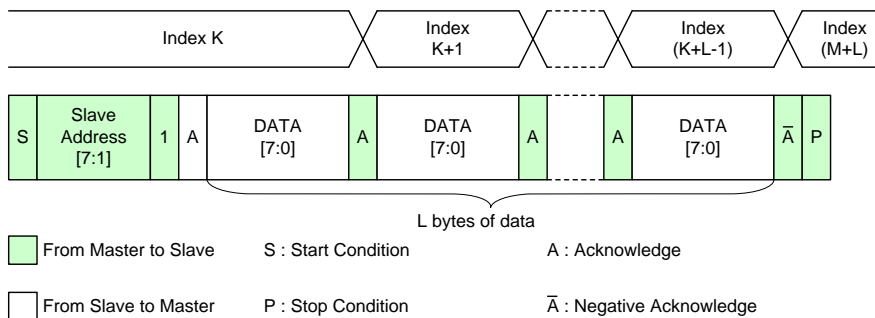 Index K
Index
K+1
Index
(K+L-1)
Index
(M+L)
S
Slave
Address
[7:1]
1
A
DATA
[7:0]
A
DATA
[7:0]
A
A
DATA
[7:0]
A̅
P
L bytes of data
From Master to Slave
S : Start Condition
A : Acknowledge
From Slave to Master
P : Stop Condition
A̅ : Negative Acknowledge